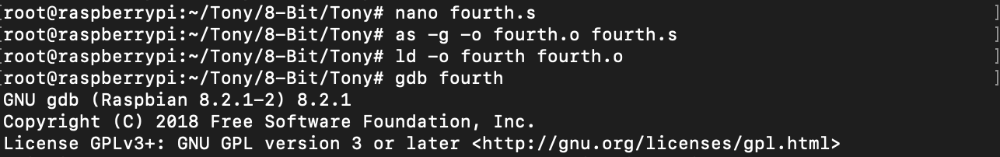 [root@raspberrypi:~/Tony/8-Bit/Tony# nano fourth.s ]
[root@raspberrypi:~/Tony/8-Bit/Tony# as -g -o fourth.o fourth.s ]
[root@raspberrypi:~/Tony/8-Bit/Tony# ld -o fourth fourth.o ]
[root@raspberrypi:~/Tony/8-Bit/Tony# gdb fourth ]
GNU gdb (Raspbian 8.2.1-2) 8.2.1
Copyright (C) 2018 Free Software Foundation, Inc.
License GPLv3+: GNU GPL version 3 or later <http://gnu.org/licenses/gpl.html>